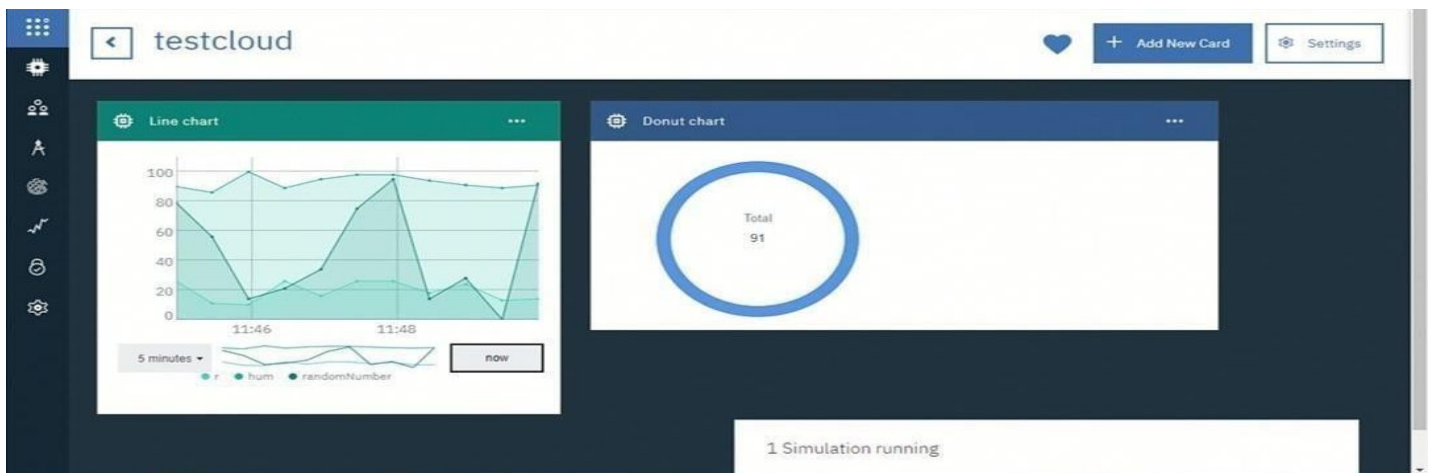 testcloud
+ Add New Card
Settings
Line chart
...
Donut chart
...
100
80
60
40
20
0
11:46
11:48
5 minutes
now
r hum randomNumber
Total
91
1 Simulation running